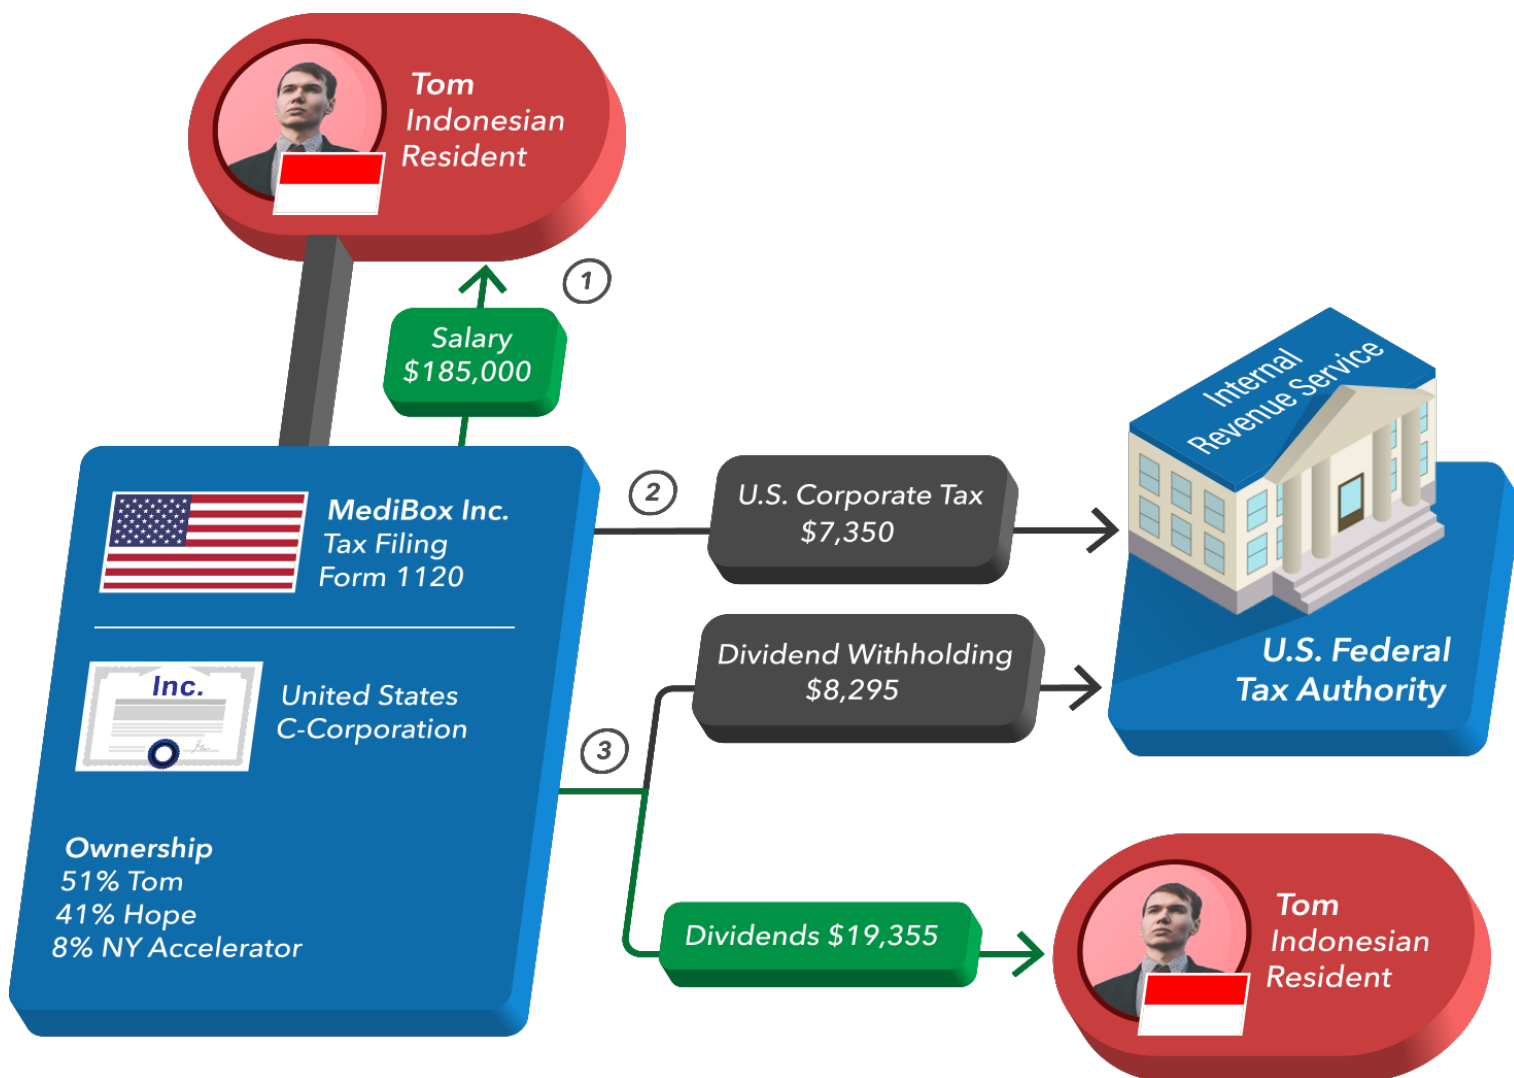 Tom
Indonesian
Resident
1
Salary
$185,000
Internal
Revenue Service
2
U.S. Corporate Tax
$7,350
MediBox Inc.
Tax Filing
Form 1120
Dividend Withholding
$8,295
U.S. Federal
Tax Authority
Inc.
United States
C-Corporation
3
Ownership
51% Tom
41% Hope
8% NY Accelerator
Dividends $19,355
Tom
Indonesian
Resident